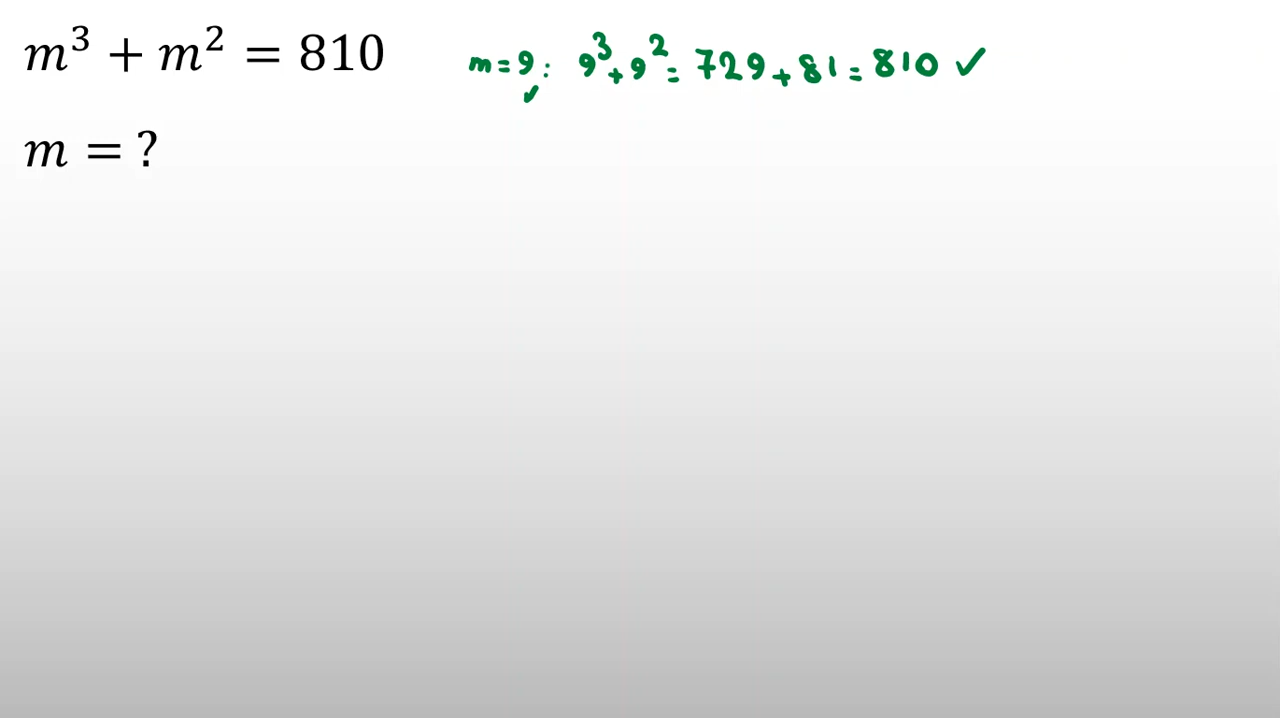 m³ + m² = 810
m=9: 9³+9²=729+81=810 ✓
✓
m = ?